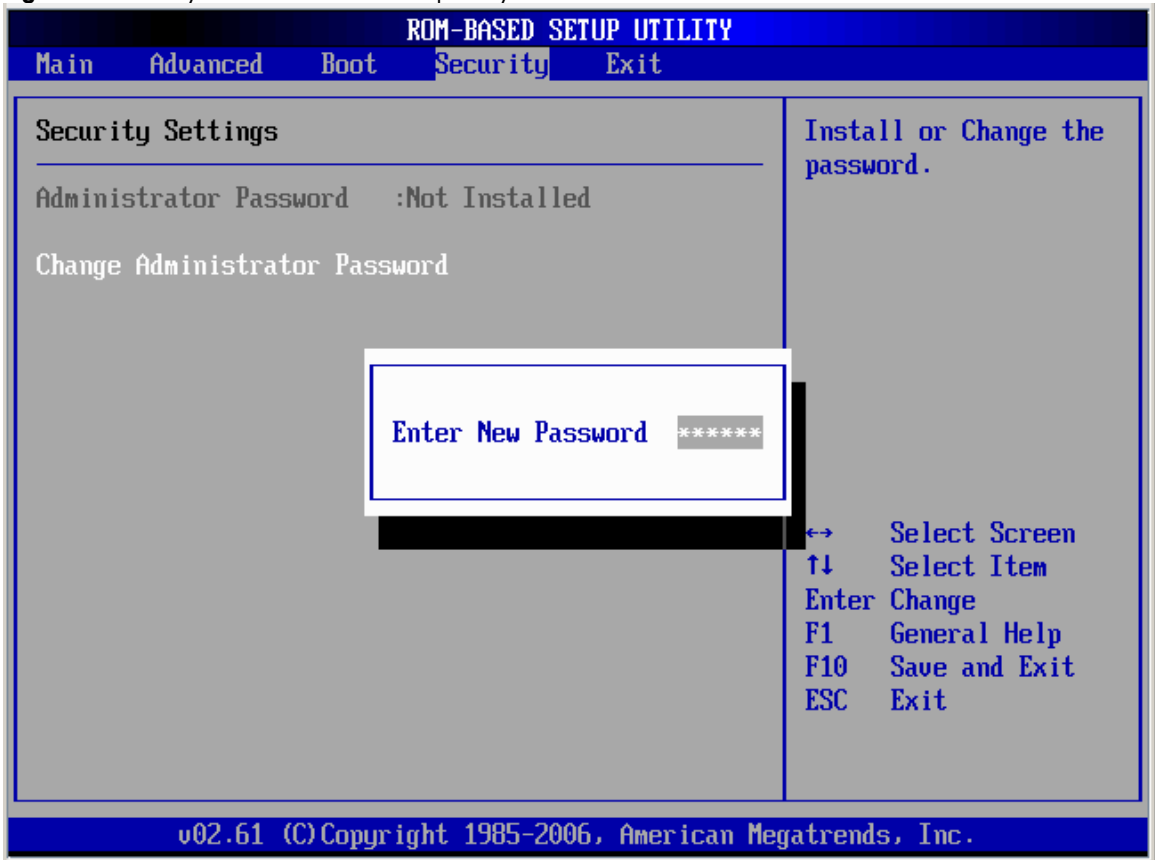 ROM-BASED SETUP UTILITY
Main Advanced Boot Security Exit
Security Settings
Administrator Password :Not Installed
Change Administrator Password
Enter New Password ******
Install or Change the
password.
↔ Select Screen
↑↓ Select Item
Enter Change
F1 General Help
F10 Save and Exit
ESC Exit
v02.61 (C)Copyright 1985-2006, American Megatrends, Inc.